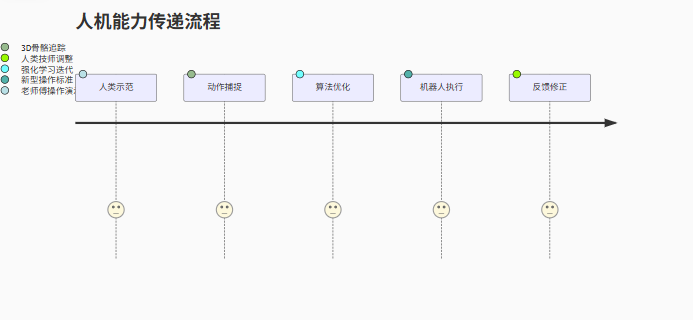 人机能力传递流程
3D骨骼追踪
人类技师调整
强化学习迭代
新型操作标准
老师傅操作演
人类示范
动作捕捉
算法优化
机器人执行
反馈修正